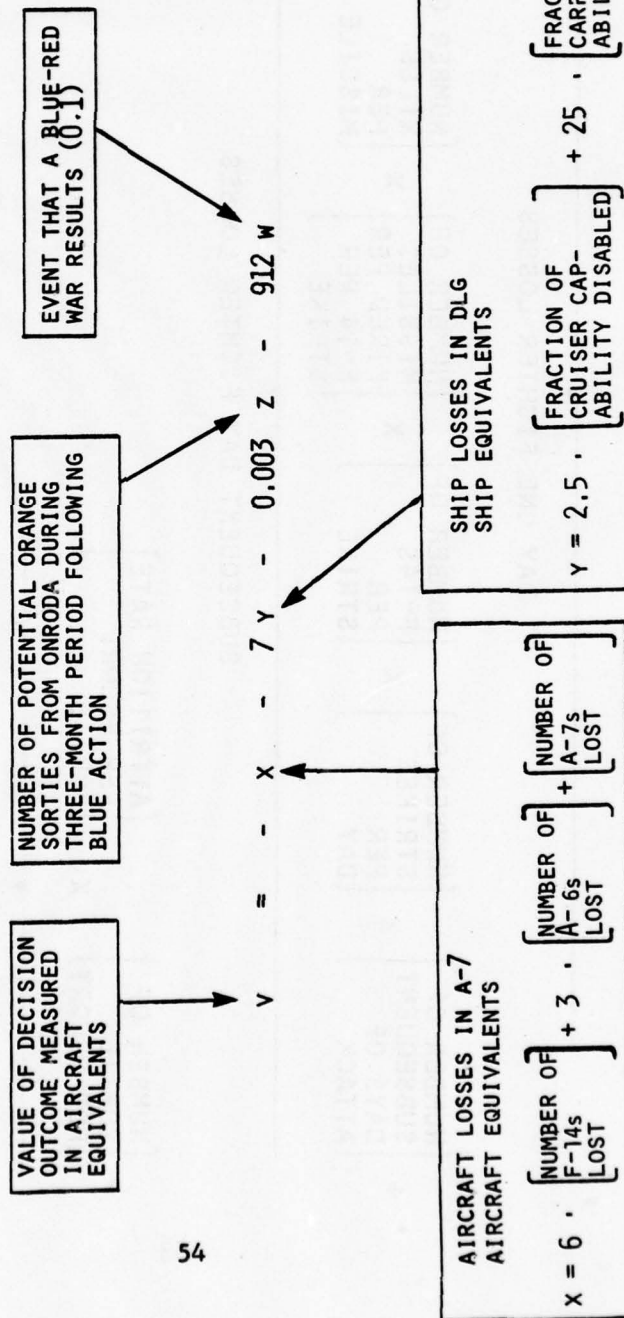 VALUE OF DECISION
OUTCOME MEASURED
IN AIRCRAFT
EQUIVALENTS
NUMBER OF POTENTIAL ORANGE
SORTIES FROM ONRODA DURING
THREE-MONTH PERIOD FOLLOWING
BLUE ACTION
EVENT THAT A BLUE-RED
WAR RESULTS (0.1)
V = - X - 7 Y - 0.003 Z - 912 W
54
AIRCRAFT LOSSES IN A-7
AIRCRAFT EQUIVALENTS
X = 6 · [NUMBER OF F-14s LOST] + 3 · [NUMBER OF A-6s LOST] + [NUMBER OF A-7s LOST]
SHIP LOSSES IN DLG
SHIP EQUIVALENTS
Y = 2.5 · [FRACTION OF CRUISER CAP-ABILITY DISABLED] + 25 ·